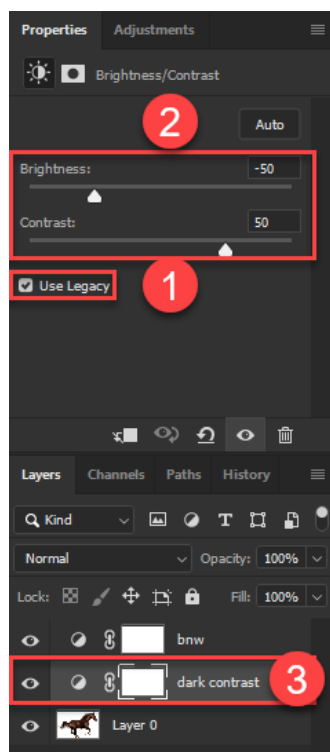 Properties Adjustments
Brightness/Contrast
2
Auto
Brightness: -50
Contrast: 50
Use Legacy
1
Layers Channels Paths History
Kind T
Normal Opacity: 100%
Lock: Fill: 100%
bnw
dark contrast 3
Layer 0